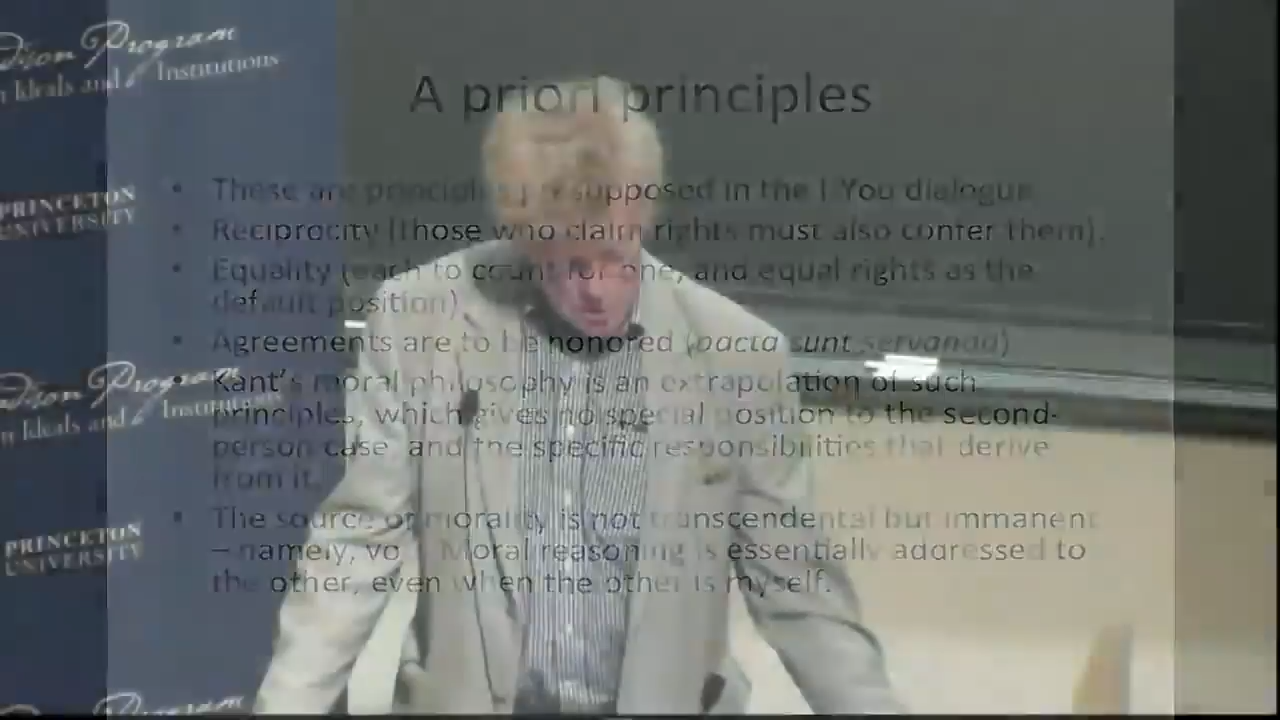 dison Program
n Ideals and Institutions
PRINCETON
UNIVERSITY
dison Program
n Ideals and Institutions
PRINCETON
UNIVERSITY
Program
A priori principles
• These are principles presupposed in the I-You dialogue
• Reciprocity (those who claim rights must also confer them).
• Equality (each to count for one, and equal rights as the
default position)
• Agreements are to be honored (pacta sunt servanda)
• Kant's moral philosophy is an extrapolation of such
principles, which gives no special position to the second-
person case and the specific responsibilities that derive
from it.
• The source of morality is not transcendental but immanent
– namely, you. Moral reasoning is essentially addressed to
the other, even when the other is myself.